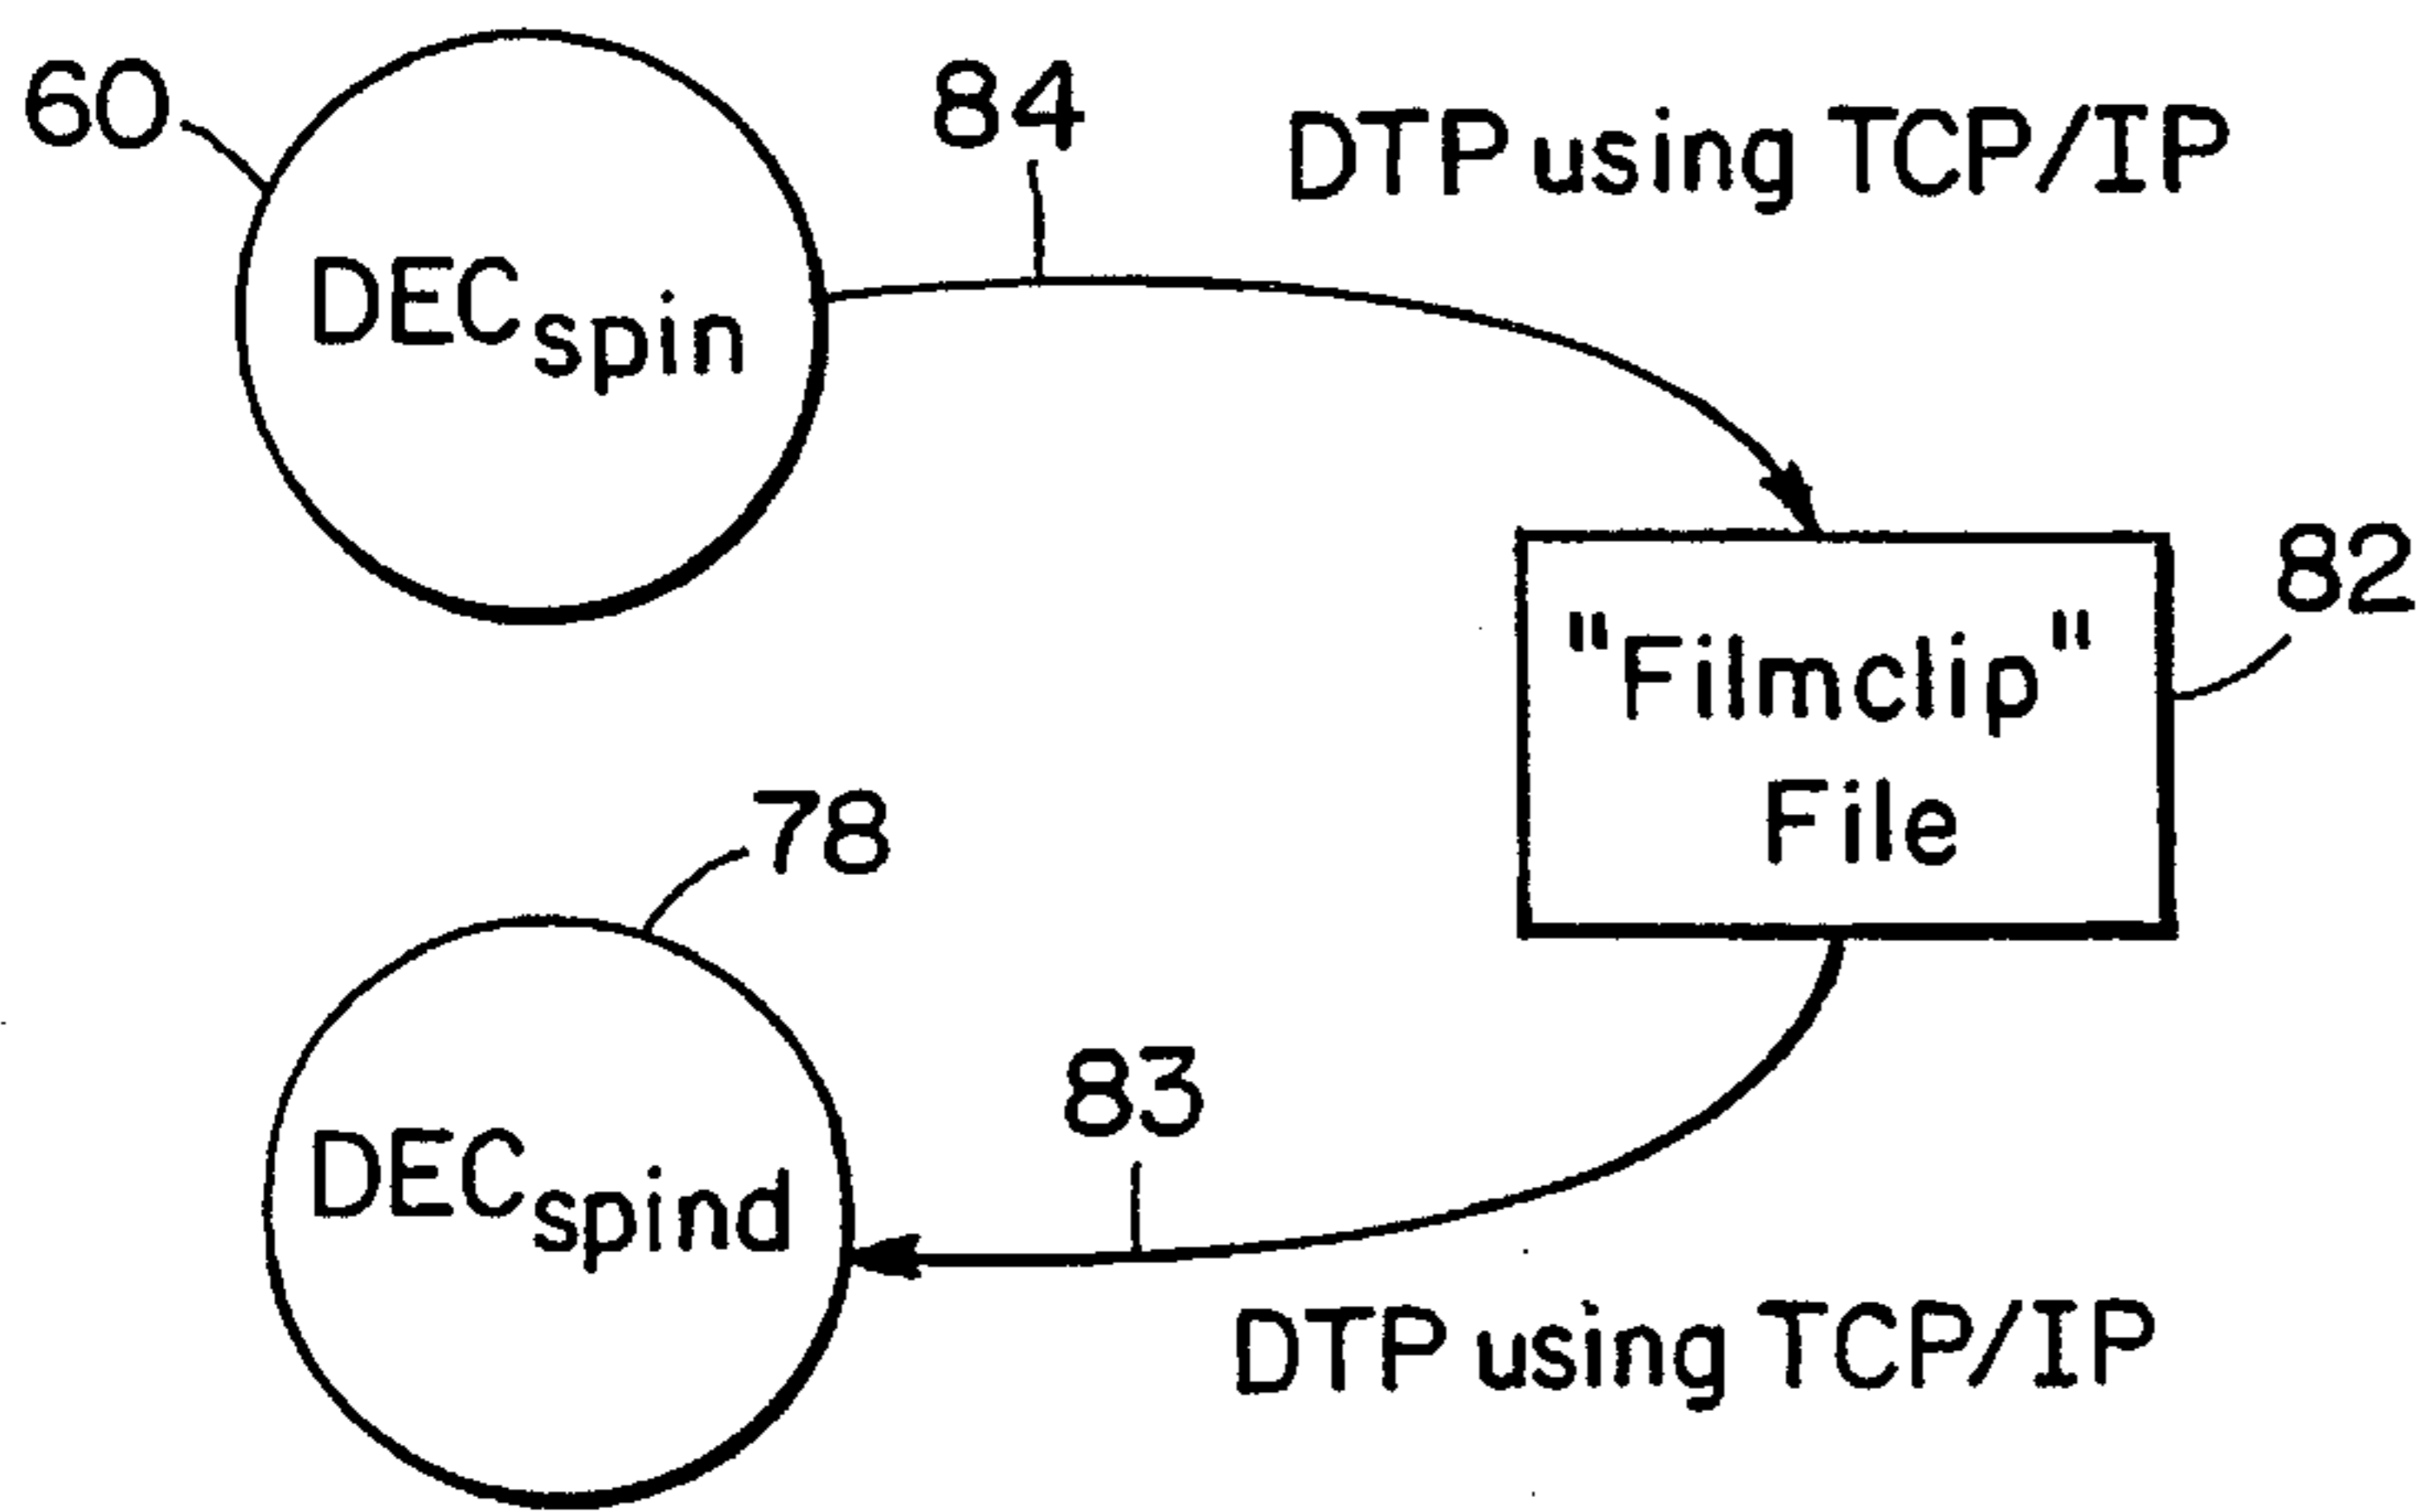 60
84
DTP using TCP/IP
DECspin
"Filmclip"
File
82
78
83
DECspind
DTP using TCP/IP